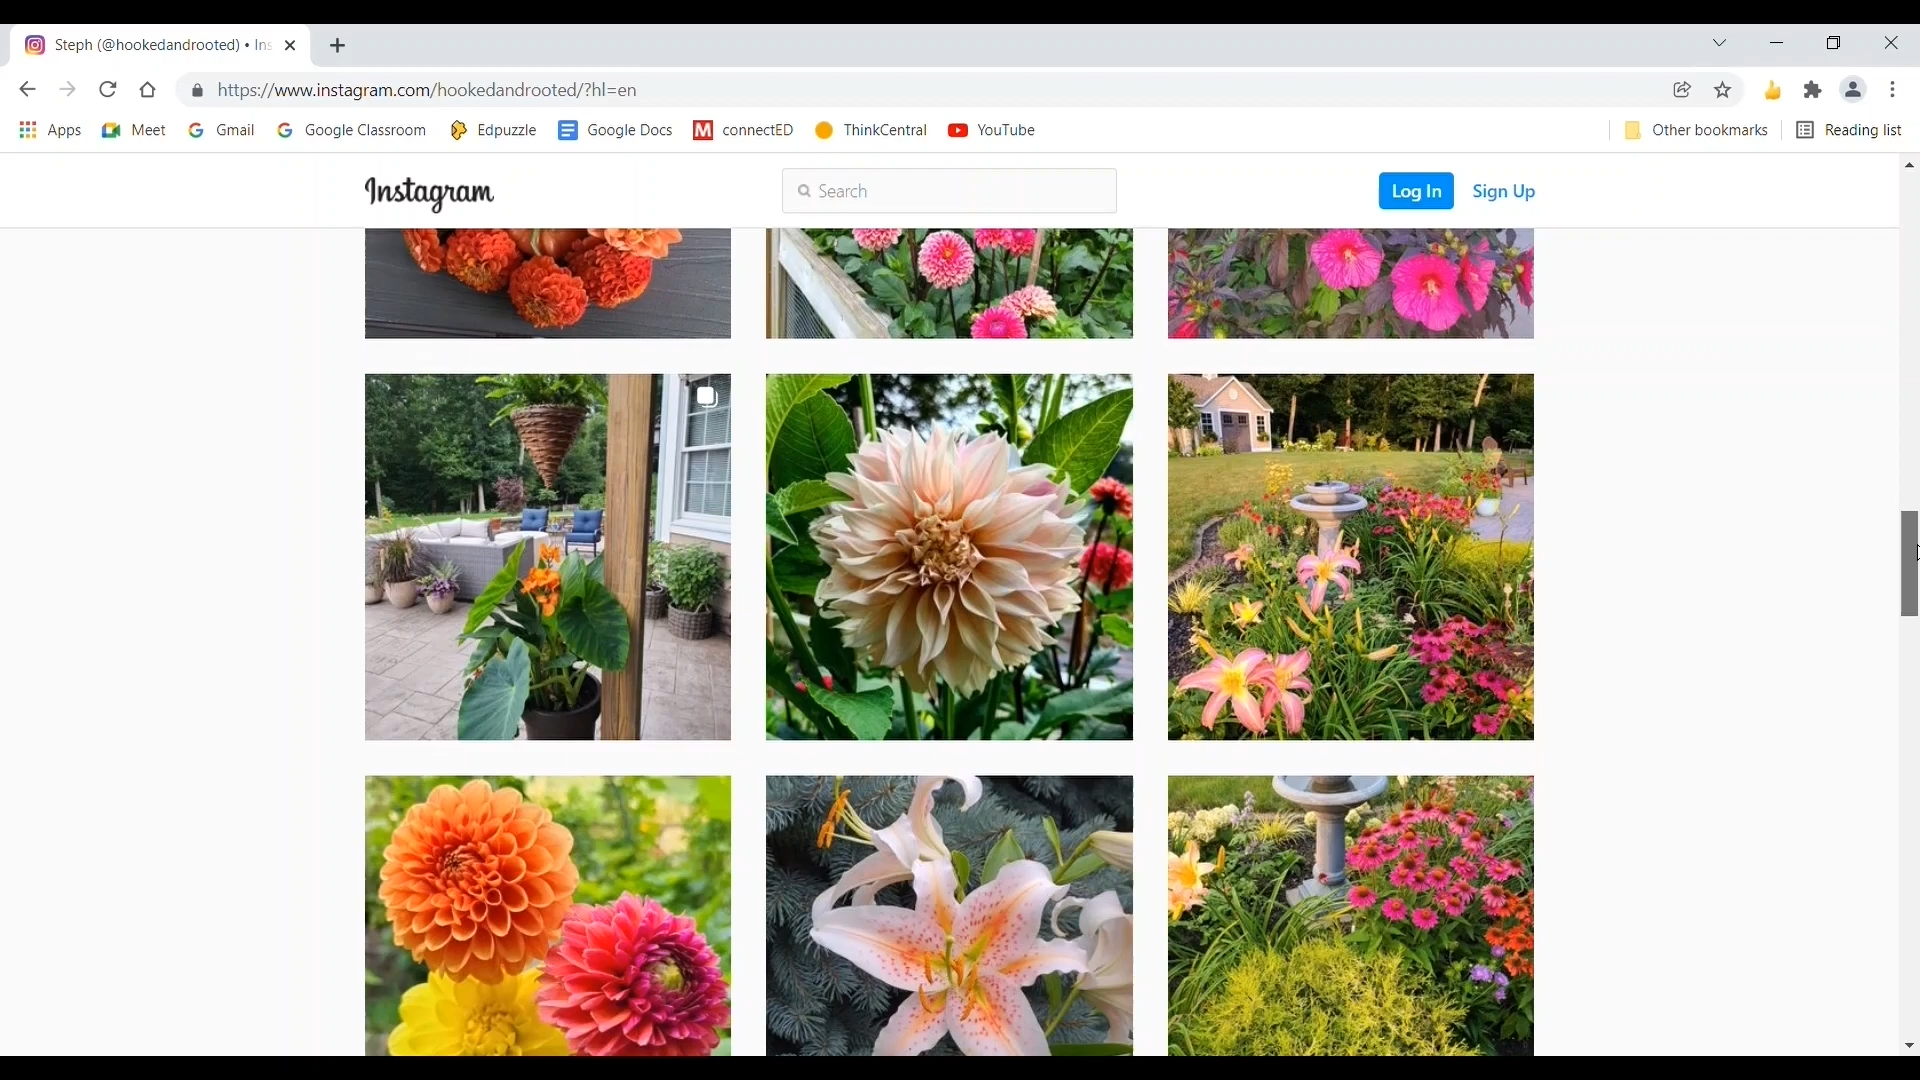 Steph (@hookedandrooted) • Ins
https://www.instagram.com/hookedandrooted/?hl=en
Apps Meet Gmail Google Classroom Edpuzzle Google Docs connectED ThinkCentral YouTube Other bookmarks Reading list
Instagram Search Log In Sign Up